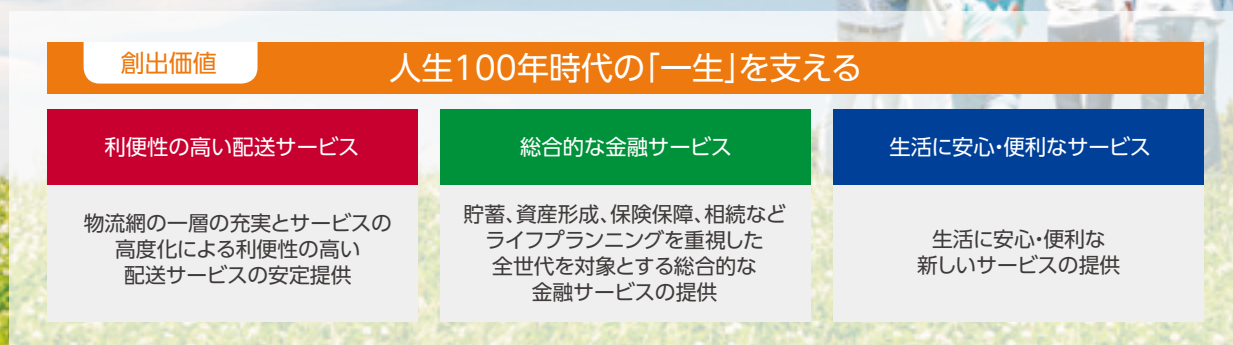 創出価値
人生100年時代の「一生」を支える
利便性の高い配送サービス
物流網の一層の充実とサービスの
高度化による利便性の高い
配送サービスの安定提供
総合的な金融サービス
貯蓄、資産形成、保険保障、相続など
ライフプランニングを重視した
全世代を対象とする総合的な
金融サービスの提供
生活に安心・便利なサービス
生活に安心・便利な
新しいサービスの提供